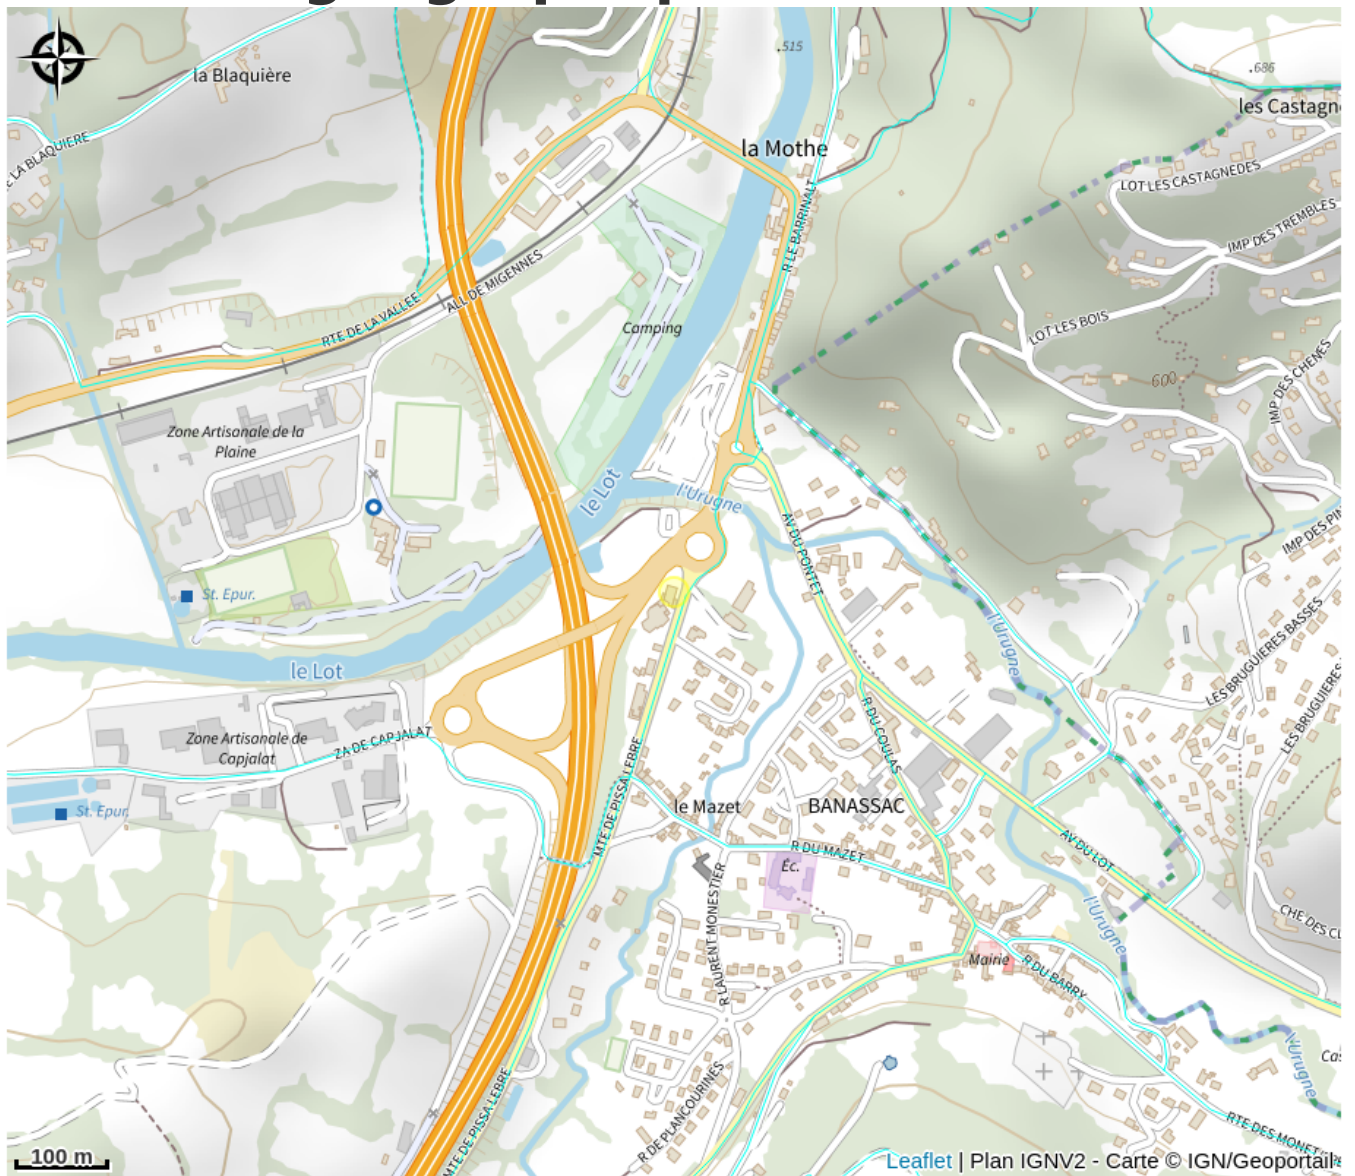 .515
.686
la Blaquière
les Castagn
E LA BLAQUIERE
la Mothe
LOT LES CASTAGNEDES
IMP DES TREMBLES
R LE BARRINALT
ALL DE MIGENNES
RTE DE LA VALLEE
Camping
LOT LES BOIS
600
IMP DES CHENES
Zone Artisanale de la
Plaine
le Lot
l'Urugne
AV DU PONTET
IMP DES PIN
St. Epur.
l'Urugne
LES BRUGUIERES BASSES
LES BRUGUIERES
le Lot
R DU COULAS
Zone Artisanale de
Capjalat
ZA DE CAPJALAT
MTE DE PISSA LEBRE
le Mazet
BANASSAC
St. Epur.
R DU MAZET
AV DU LOT
Éc.
R LAURENT MONESTIER
l'Urugne
CHE DES CL
Mairie
R DU BARRY
l'Urugne
Cas
R DE PLANCOURINES
MTE DE PISSA LEBRE
RTE DES MONET
100 m
Leaflet | Plan IGNV2 - Carte © IGN/Geoportail